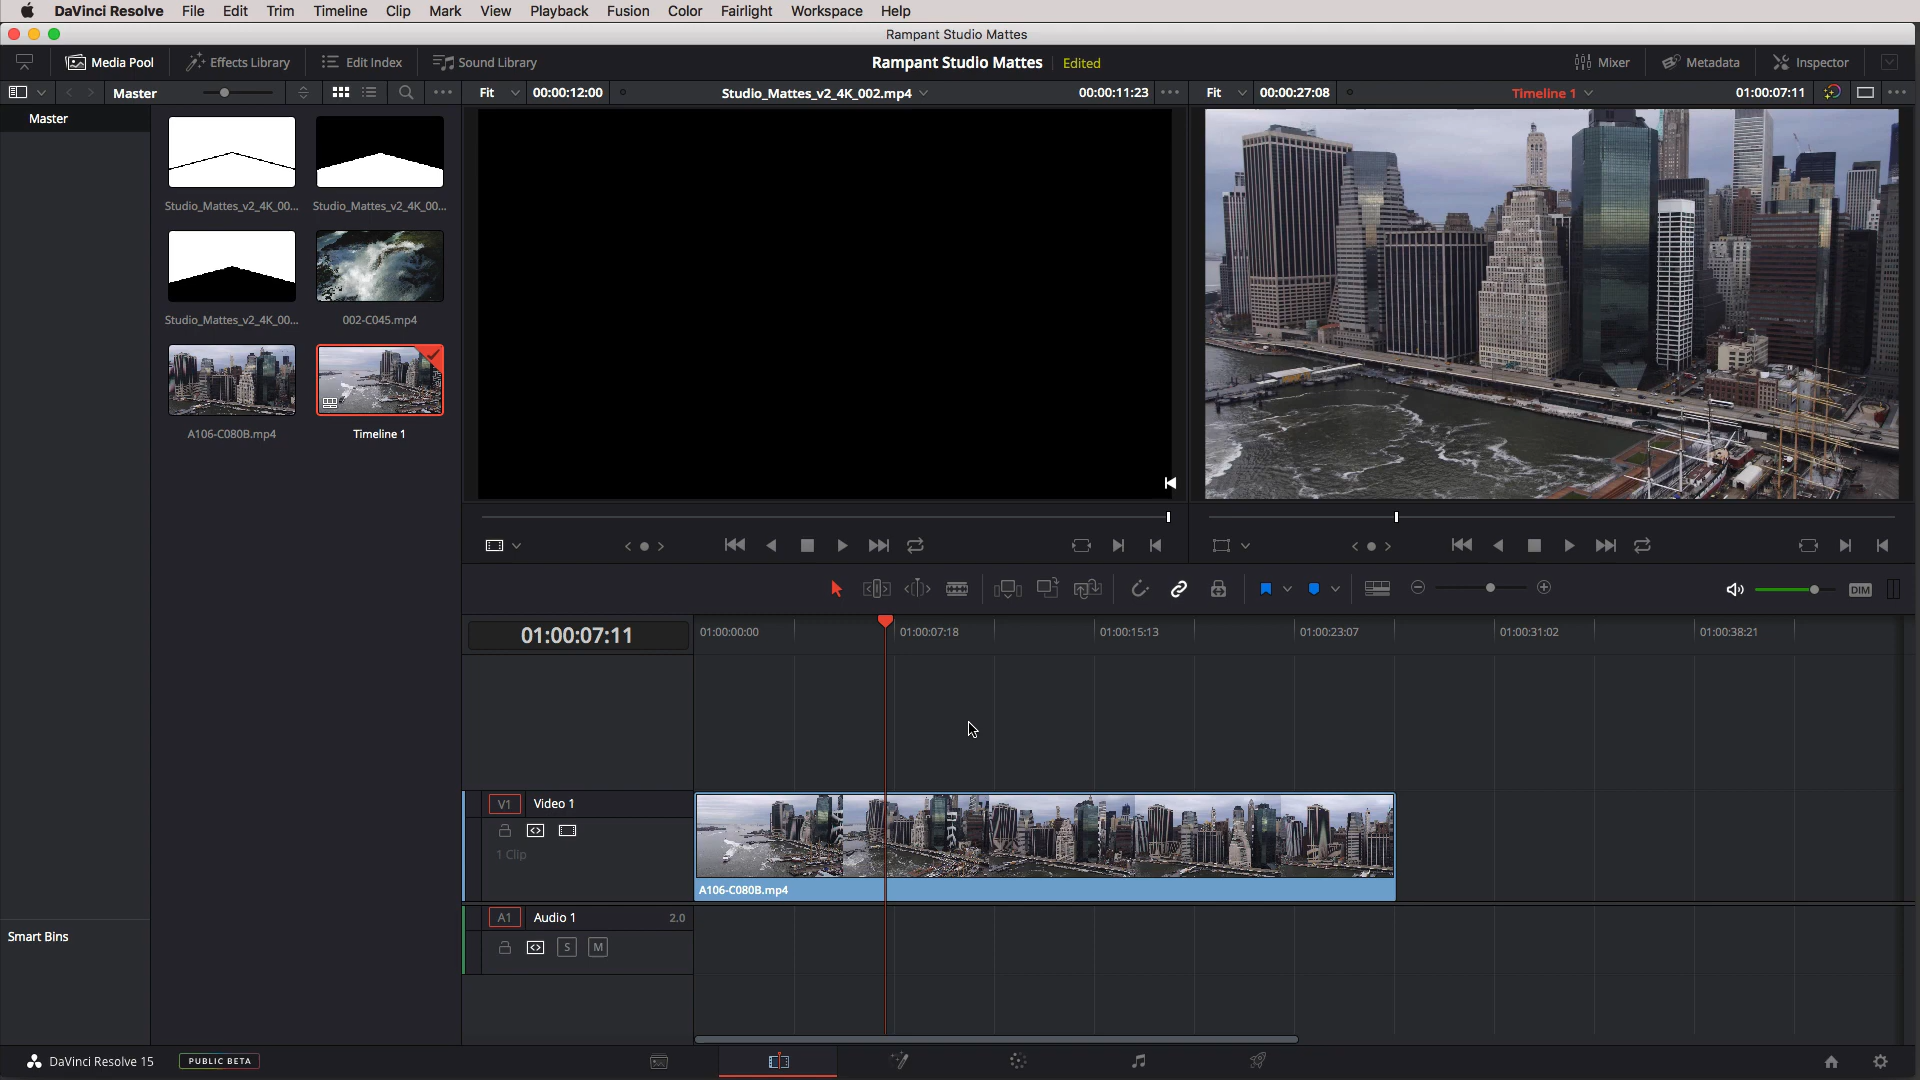 DaVinci Resolve File Edit Trim Timeline Clip Mark View Playback Fusion Color Fairlight Workspace Help
Rampant Studio Mattes
Media Pool Effects Library Edit Index Sound Library Rampant Studio Mattes Edited Mixer Metadata Inspector
Master Fit 00:00:12:00 Studio_Mattes_v2_4K_002.mp4 00:00:11:23 Fit 00:00:27:08 Timeline 1 01:00:07:11
Master
Studio_Mattes_v2_4K_00... Studio_Mattes_v2_4K_00...
Studio_Mattes_v2_4K_00... 002-C045.mp4
A106-C080B.mp4 Timeline 1
DIM
01:00:07:11 01:00:00:00 01:00:07:18 01:00:15:13 01:00:23:07 01:00:31:02 01:00:38:21
V1 Video 1
1 Clip
A106-C080B.mp4
A1 Audio 1 2.0
S M
Smart Bins
DaVinci Resolve 15 PUBLIC BETA